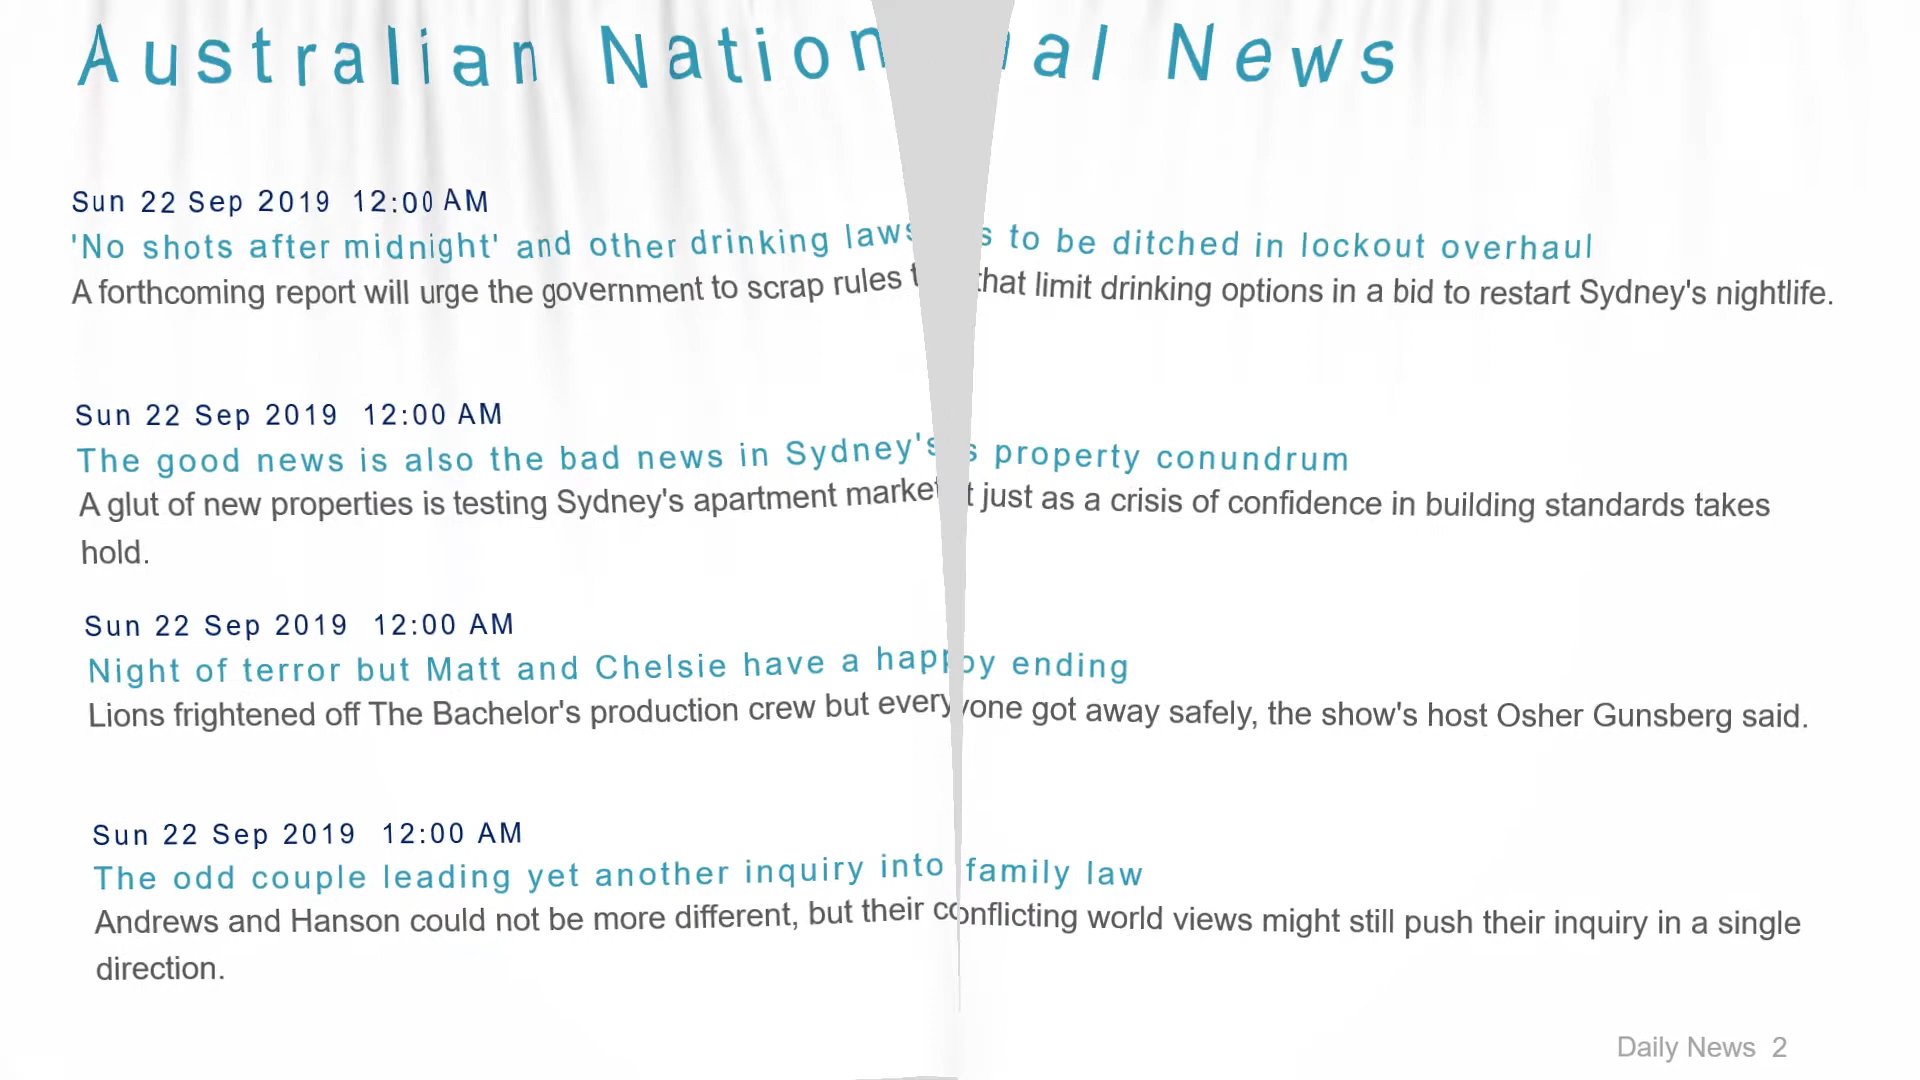 Australian National News
Sun 22 Sep 2019 12:00 AM
'No shots after midnight' and other drinking laws to be ditched in lockout overhaul
A forthcoming report will urge the government to scrap rules that limit drinking options in a bid to restart Sydney's nightlife.
Sun 22 Sep 2019 12:00 AM
The good news is also the bad news in Sydney's property conundrum
A glut of new properties is testing Sydney's apartment market just as a crisis of confidence in building standards takes
hold.
Sun 22 Sep 2019 12:00 AM
Night of terror but Matt and Chelsie have a happy ending
Lions frightened off The Bachelor's production crew but everyone got away safely, the show's host Osher Gunsberg said.
Sun 22 Sep 2019 12:00 AM
The odd couple leading yet another inquiry into family law
Andrews and Hanson could not be more different, but their conflicting world views might still push their inquiry in a single
direction.
Daily News 2